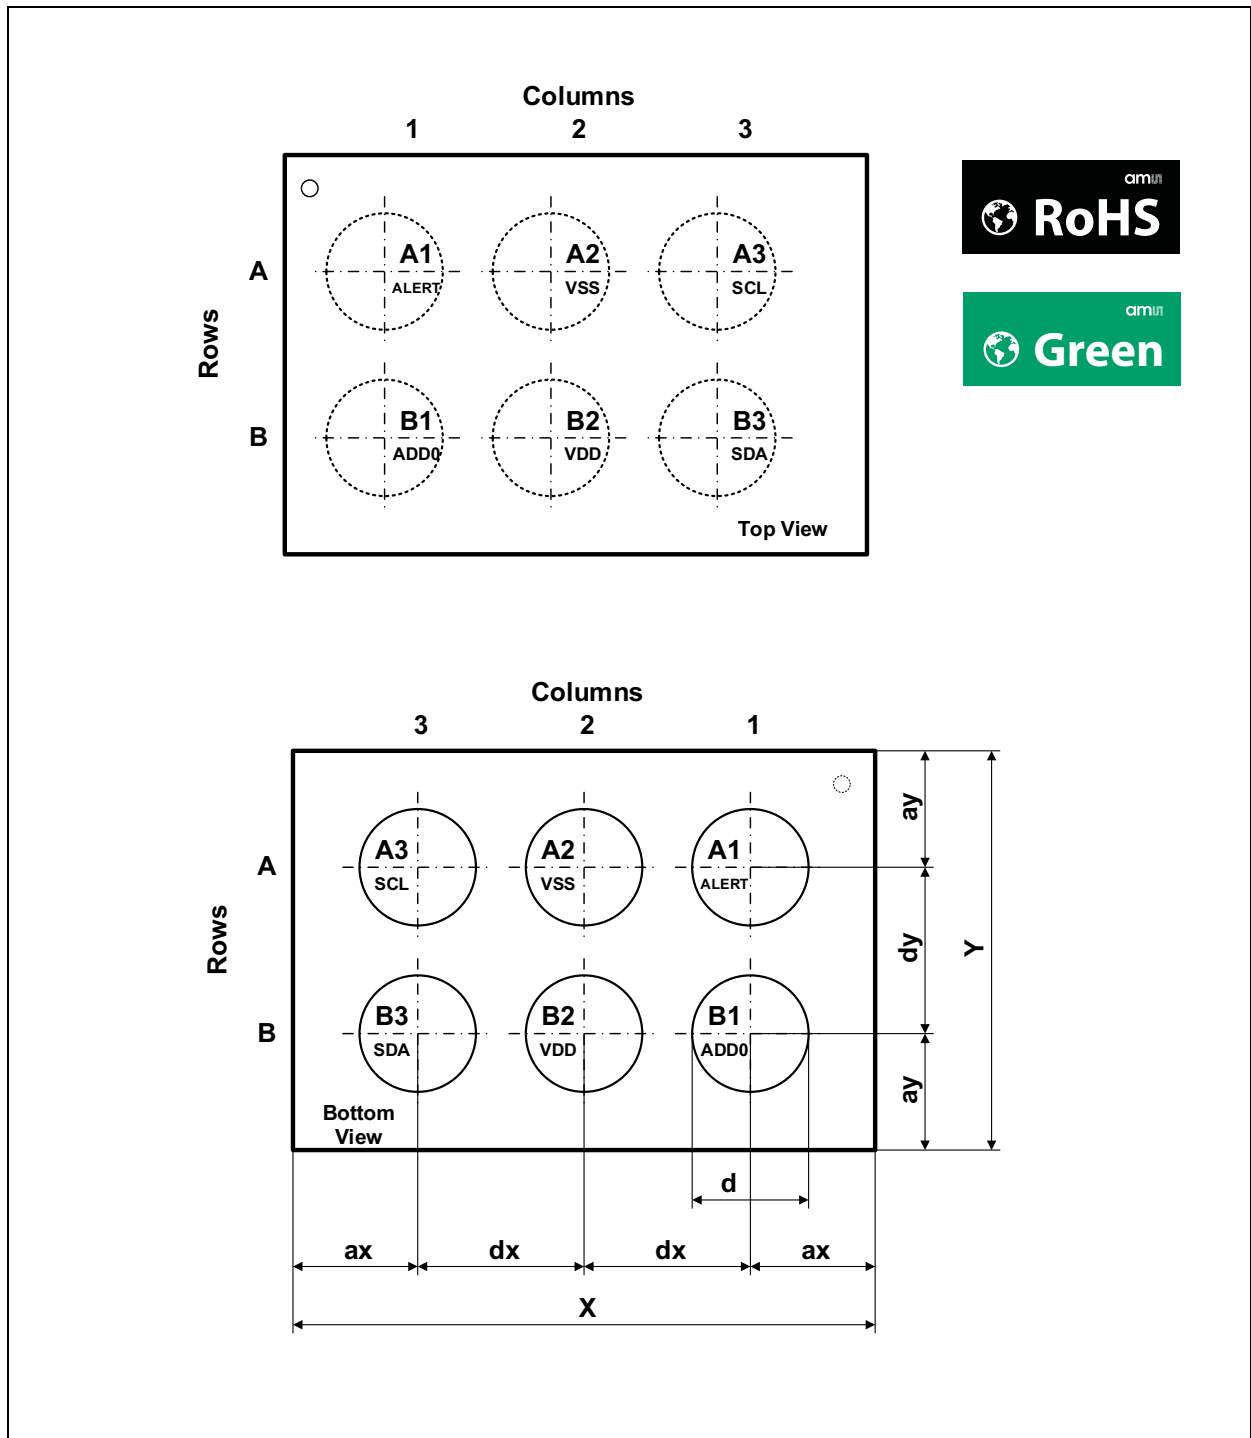 Columns
1 2 3
ams
RoHS
A1 A2 A3
A
ALERT VSS SCL
ams
Green
Rows
B1 B2 B3
B
ADD0 VDD SDA
Top View
Columns
3 2 1
ay
A3 A2 A1
A
SCL VSS ALERT
Rows
dy
Y
B3 B2 B1
B
SDA VDD ADD0
ay
Bottom
View
d
ax dx dx ax
X